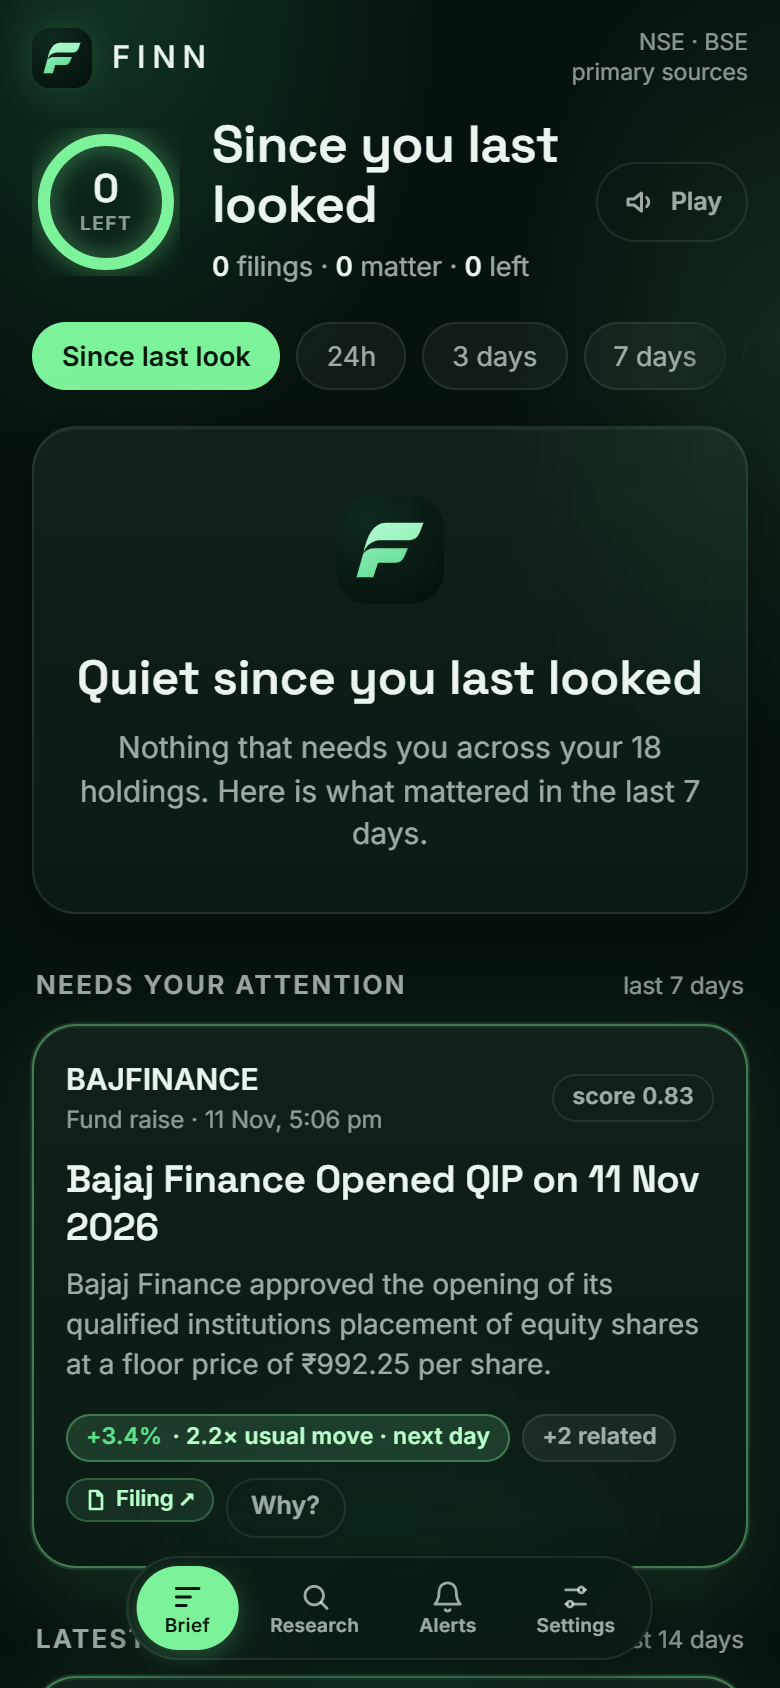 FINN
NSE · BSE
primary sources
0
LEFT
Since you last
looked
0 filings · 0 matter · 0 left
Play
Since last look
24h
3 days
7 days
Quiet since you last looked
Nothing that needs you across your 18
holdings. Here is what mattered in the last 7
days.
NEEDS YOUR ATTENTION
last 7 days
BAJFINANCE
Fund raise · 11 Nov, 5:06 pm
score 0.83
Bajaj Finance Opened QIP on 11 Nov
2026
Bajaj Finance approved the opening of its
qualified institutions placement of equity shares
at a floor price of ₹992.25 per share.
+3.4% · 2.2× usual move · next day
+2 related
Filing ↗
Why?
LATEST
14 days
Brief
Research
Alerts
Settings